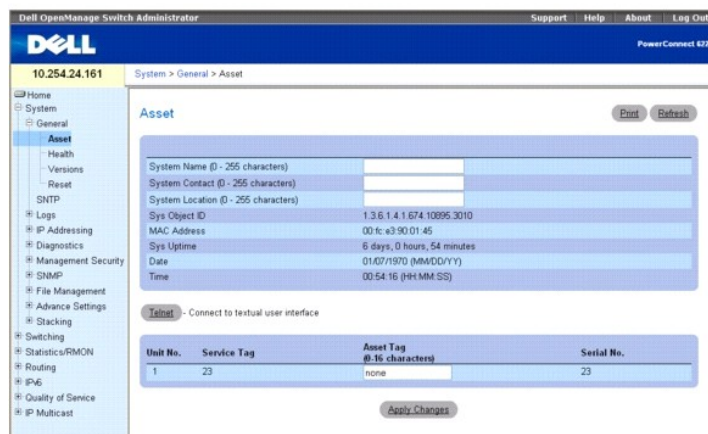 Dell OpenManage Switch Administrator
Support Help About Log Out
DELL
PowerConnect 622
10.254.24.161
System > General > Asset
Home
System
General
Asset
Health
Versions
Reset
SNTP
Logs
IP Addressing
Diagnostics
Management Security
SNMP
File Management
Advance Settings
Stacking
Switching
Statistics/RMON
Routing
IPv6
Quality of Service
IP Multicast
Asset
Print Refresh
System Name (0 - 255 characters)
System Contact (0 - 255 characters)
System Location (0 - 255 characters)
Sys Object ID 1.3.6.1.4.1.674.10895.3010
MAC Address 00:fc:e3:90:01:45
Sys Uptime 6 days, 0 hours, 54 minutes
Date 01/07/1970 (MM/DD/YY)
Time 00:54:16 (HH:MM:SS)
Telnet - Connect to textual user interface
Unit No. Service Tag Asset Tag (0-16 characters) Serial No.
1 23 none 23
Apply Changes